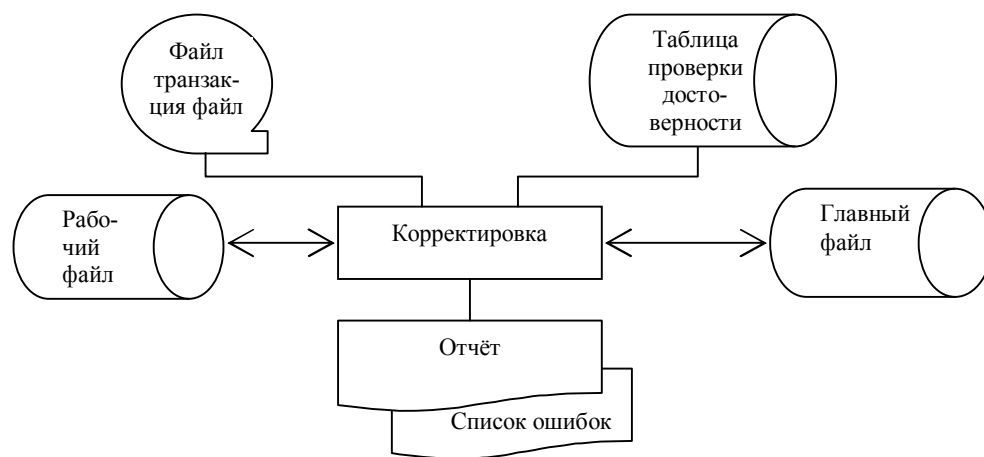 Файл
транзак-
ция файл
Таблица
проверки
досто-
верности
Рабо-
чий
файл
Корректировка
Главный
файл
Отчёт
Список ошибок